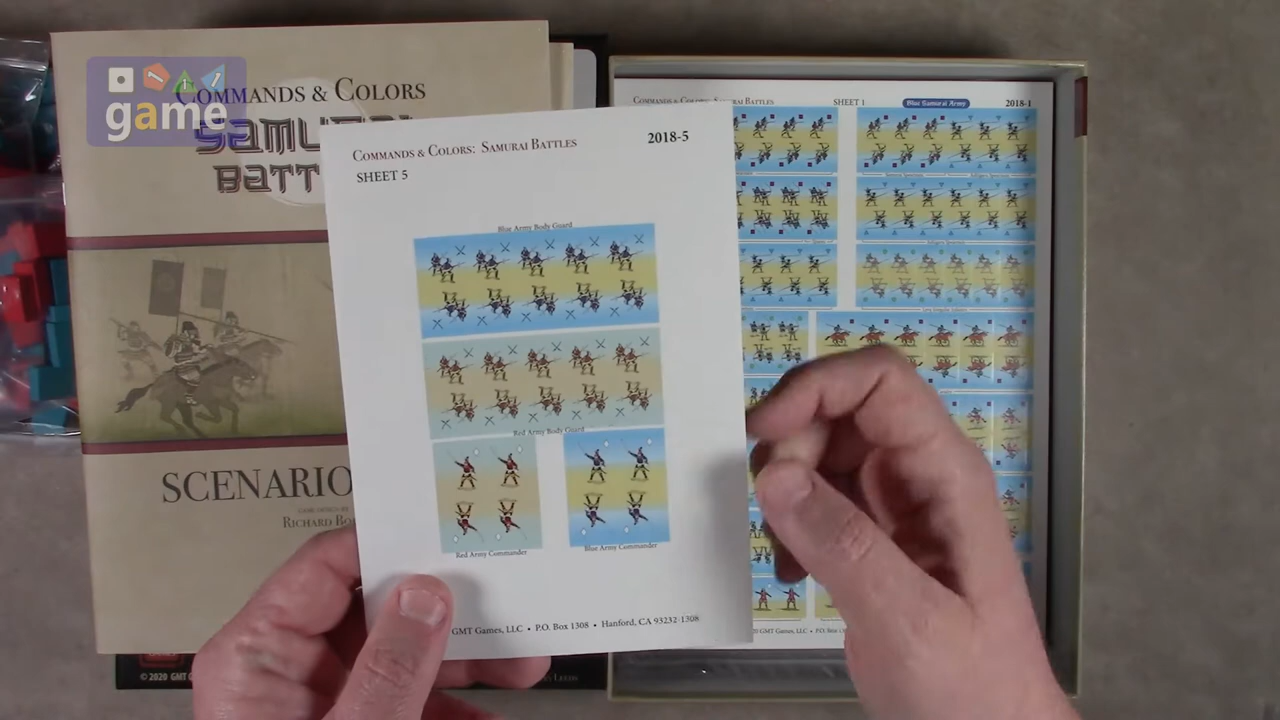 game
COMMANDS & COLORS
SAMURAI
BATT
SCENARIO
RICHARD
© 2020 GMT G
COMMANDS & COLORS: SAMURAI BATTLES
2018-5
SHEET 5
Blue Army Body Guard
Red Army Body Guard
Red Army Commander
Blue Army Commander
GMT Games, LLC • P.O. Box 1308 • Hanford, CA 93232-1308
COMMANDS & COLORS: SAMURAI BATTLES
SHEET 1
Blue Samurai Army
2018-1
GMT Games, LLC • P.O. Box